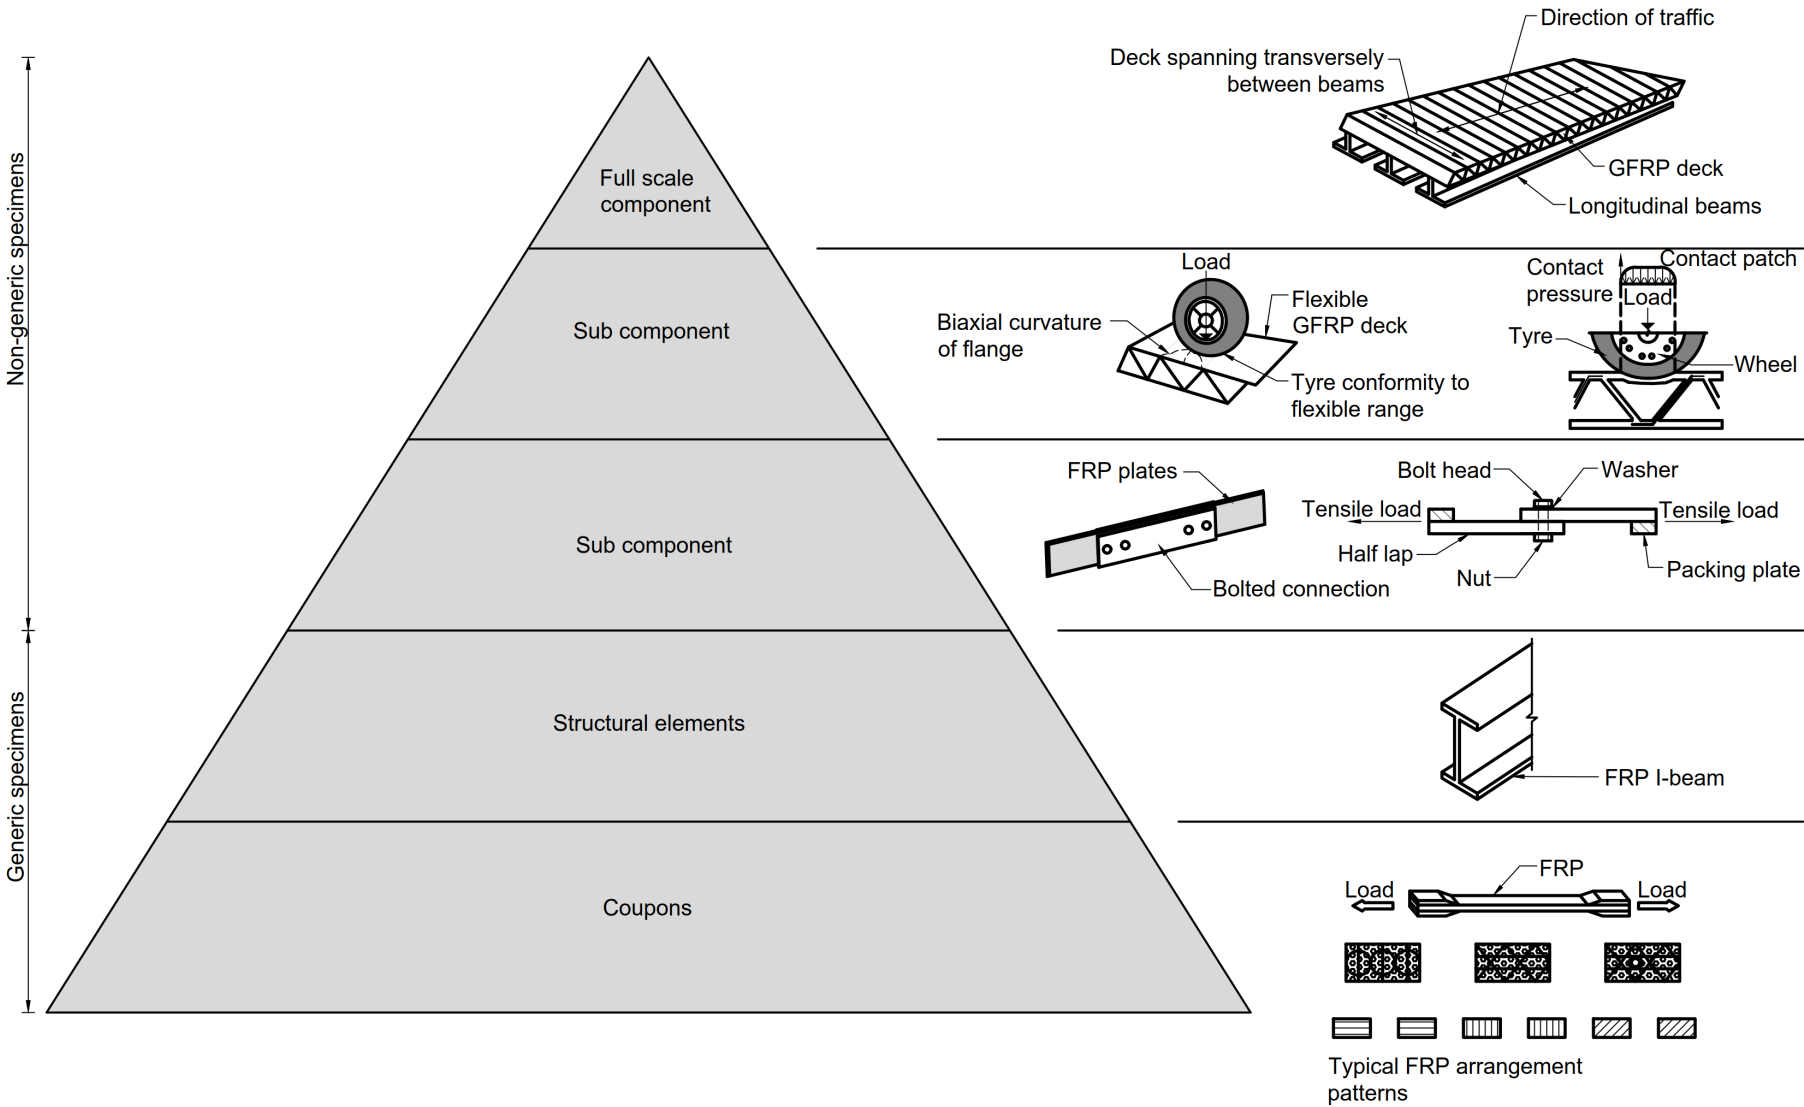 Direction of traffic
Deck spanning transversely
between beams
GFRP deck
Longitudinal beams
Non-generic specimens
Full scale
component
Load
Contact
pressure
Contact patch
Load
Flexible
GFRP deck
Biaxial curvature
of flange
Tyre
Wheel
Tyre conformity to
flexible range
Sub component
FRP plates
Bolt head
Washer
Tensile load
Tensile load
Half lap
Nut
Packing plate
Bolted connection
Sub component
Generic specimens
Structural elements
FRP I-beam
Coupons
FRP
Load
Load
Typical FRP arrangement
patterns